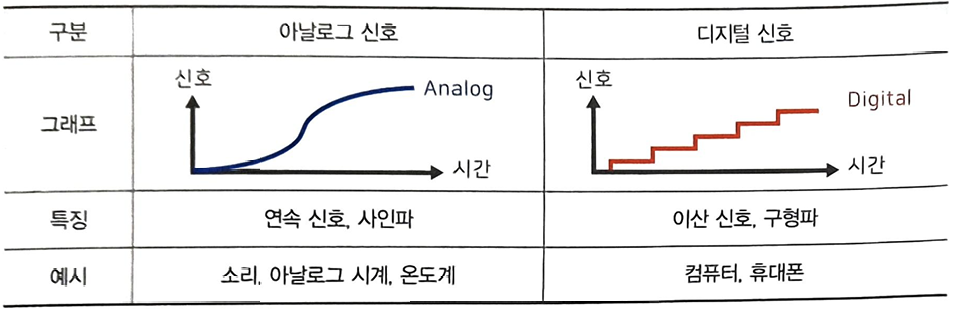 구분 아날로그 신호 디지털 신호
그래프
신호 Analog 시간
신호 Digital 시간
특징 연속 신호, 사인파 이산 신호, 구형파
예시 소리, 아날로그 시계, 온도계 컴퓨터, 휴대폰